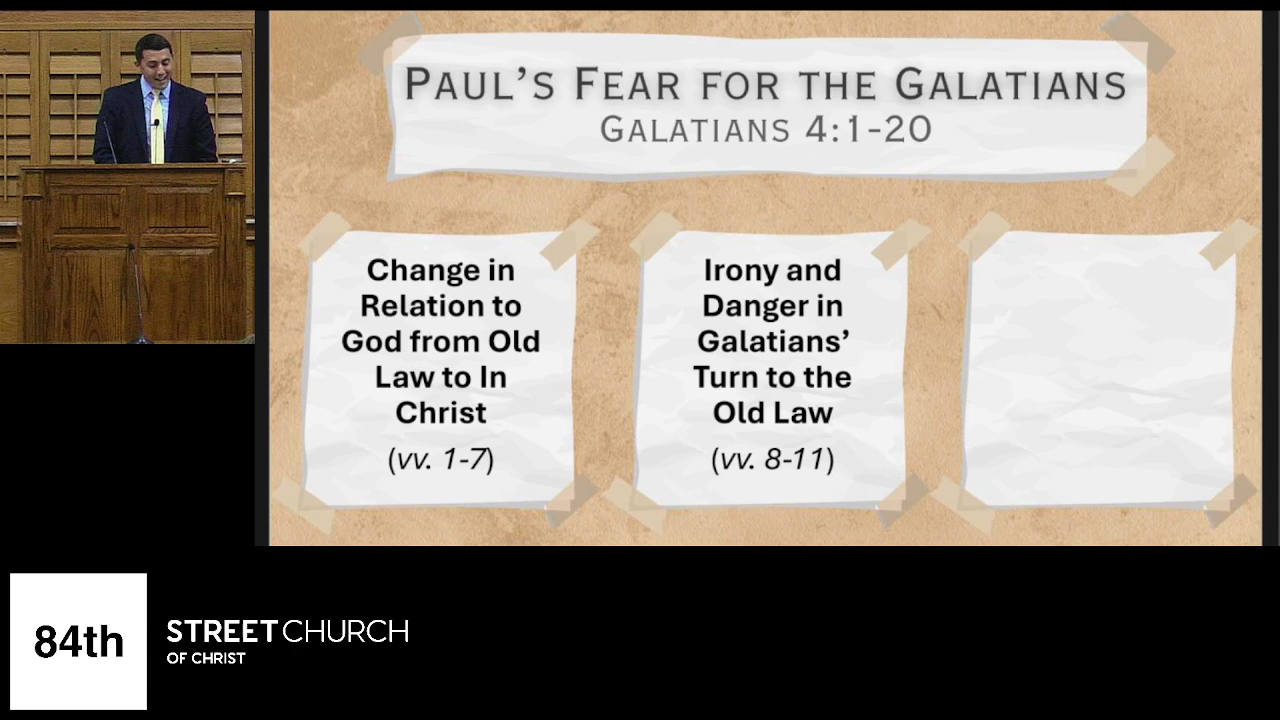 PAUL'S FEAR FOR THE GALATIANS
GALATIANS 4:1-20
Change in
Relation to
God from Old
Law to In
Christ
(vv. 1-7)
Irony and
Danger in
Galatians'
Turn to the
Old Law
(vv. 8-11)
84th
STREET CHURCH
OF CHRIST